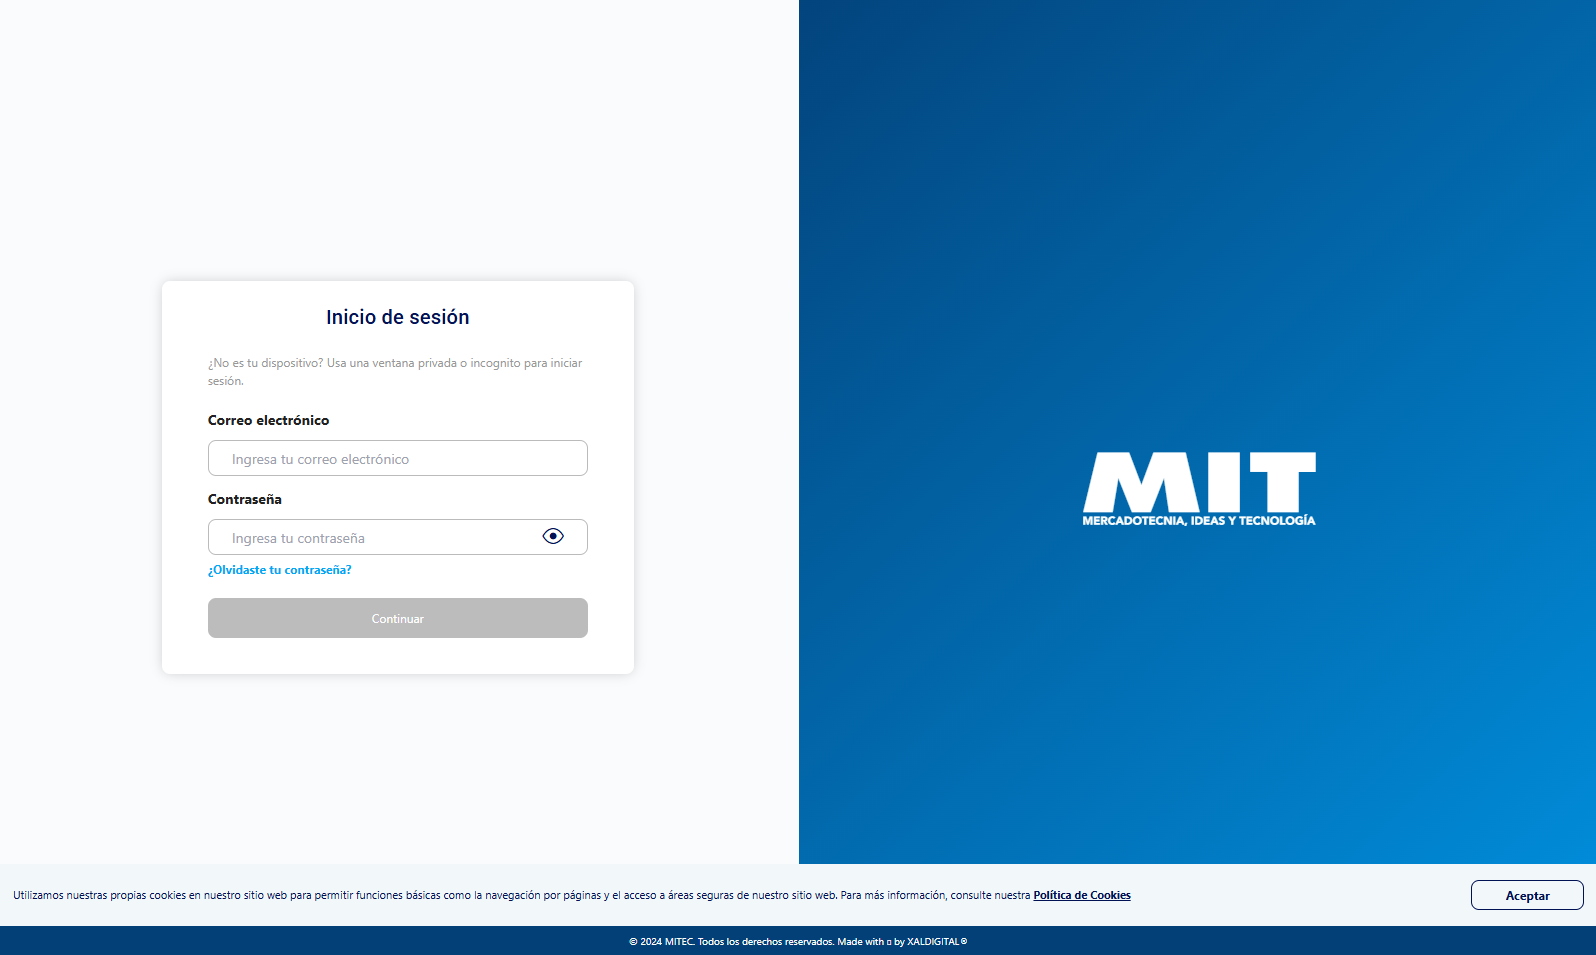 Inicio de sesión
¿No es tu dispositivo? Usa una ventana privada o incognito para iniciar
sesión.
Correo electrónico
Ingresa tu correo electrónico
Contraseña
Ingresa tu contraseña
¿Olvidaste tu contraseña?
Continuar
MIT
MERCADOTECNIA, IDEAS Y TECNOLOGÍA
Utilizamos nuestras propias cookies en nuestro sitio web para permitir funciones básicas como la navegación por páginas y el acceso a áreas seguras de nuestro sitio web. Para más información, consulte nuestra Política de Cookies
Aceptar
© 2024 MITEC. Todos los derechos reservados. Made with ▯ by XALDIGITAL®